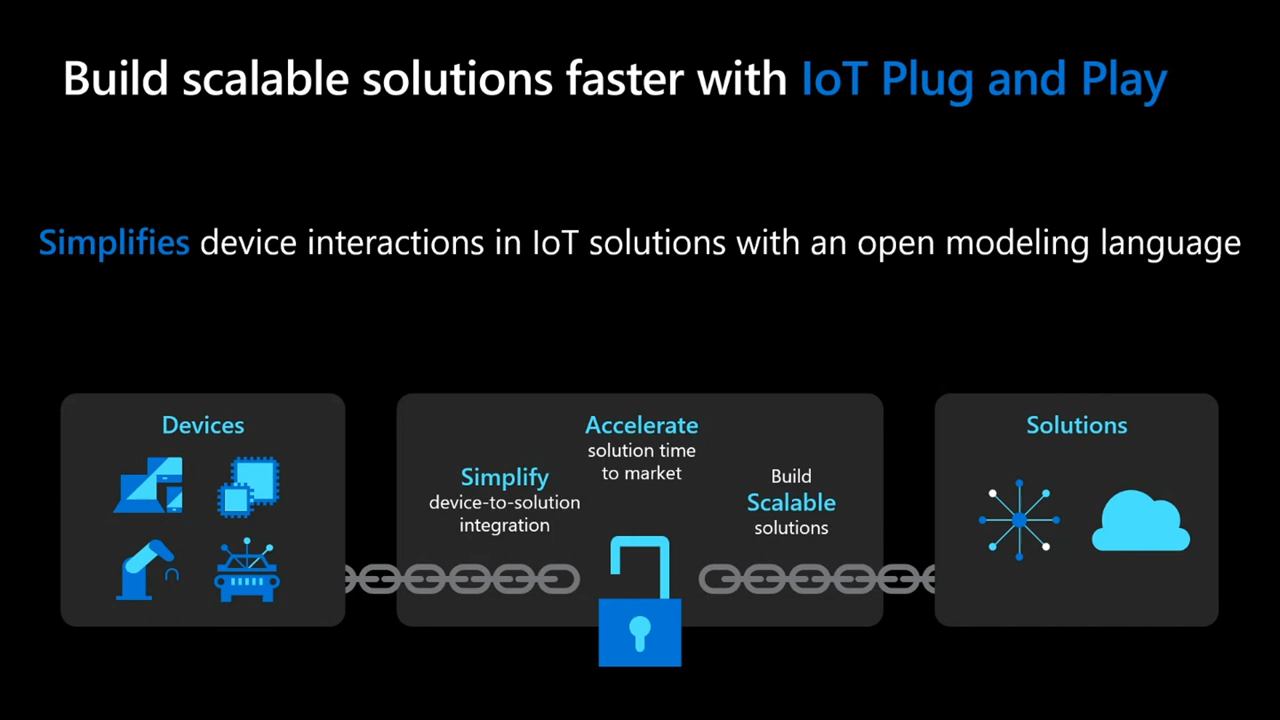 Build scalable solutions faster with IoT Plug and Play
Simplifies device interactions in IoT solutions with an open modeling language
Devices
Simplify
device-to-solution
integration
Accelerate
solution time
to market
Build
Scalable
solutions
Solutions